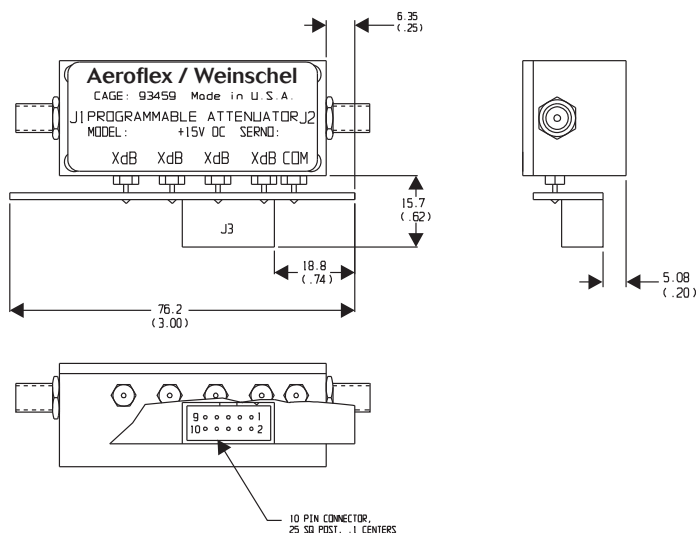 6.35
(.25)
Aeroflex / Weinschel
CAGE: 93459 Made in U.S.A.
J1 PROGRAMMABLE ATTENUATOR J2
MODEL: +15V DC SERNO:
XdB XdB XdB XdB COM
15.7
(.62)
J3
18.8
(.74)
5.08
(.20)
76.2
(3.00)
9 1
10 2
10 PIN CONNECTOR,
25 SQ POST, .1 CENTERS